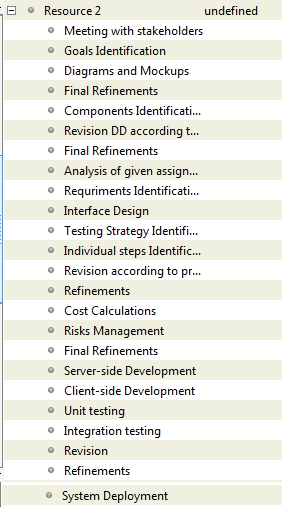 Resource 2 undefined
Meeting with stakeholders
Goals Identification
Diagrams and Mockups
Final Refinements
Components Identificati...
Revision DD according t...
Final Refinements
Analysis of given assign...
Requriments Identificati...
Interface Design
Testing Strategy Identifi...
Individual steps Identific...
Revision according to pr...
Refinements
Cost Calculations
Risks Management
Final Refinements
Server-side Development
Client-side Development
Unit testing
Integration testing
Revision
Refinements
System Deployment